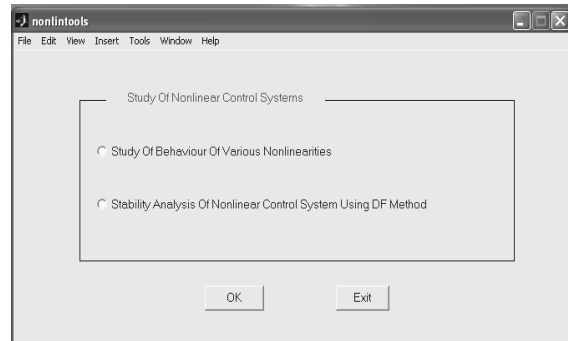 nonlintools
File Edit View Insert Tools Window Help
Study Of Nonlinear Control Systems
Study Of Behaviour Of Various Nonlinearities
Stability Analysis Of Nonlinear Control System Using DF Method
OK Exit